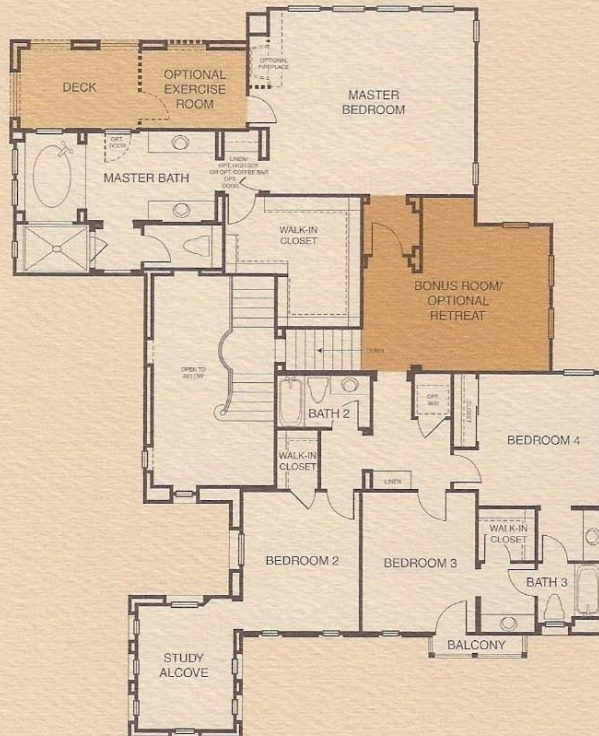 DECK
OPTIONAL
EXERCISE
ROOM
OPTIONAL
FIREPLACE
MASTER
BEDROOM
OPT.
DOOR
MASTER BATH
LINEN/
OR OPT. COFFEE BAR
OPT.
DOOR
WALK-IN
CLOSET
BONUS ROOM/
OPTIONAL
RETREAT
OPEN TO
BELOW
DOWN
BATH 2
OPT.
W/D
CLOSET
BEDROOM 4
WALK-IN
CLOSET
LINEN
WALK-IN
CLOSET
BEDROOM 2
BEDROOM 3
BATH 3
BALCONY
STUDY
ALCOVE